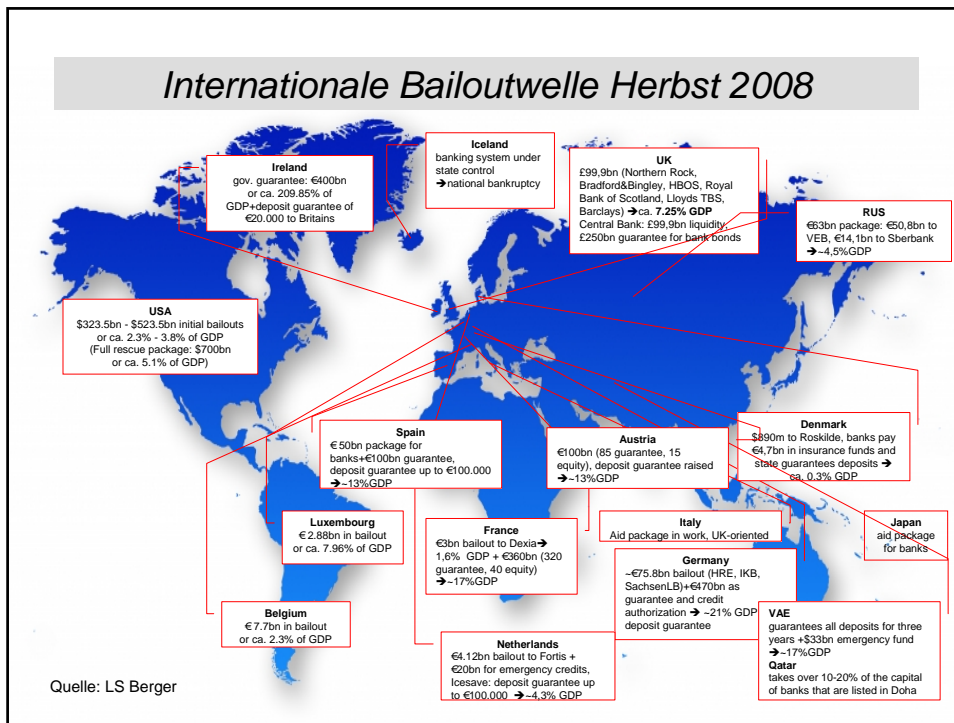 Internationale Bailoutwelle Herbst 2008
Iceland
banking system under
state control
➔national bankruptcy
Ireland
gov. guarantee: €400bn
or ca. 209.85% of
GDP+deposit guarantee of
€20.000 to Britains
UK
£99,9bn (Northern Rock,
Bradford&Bingley, HBOS, Royal
Bank of Scotland, Lloyds TBS,
Barclays) ➔ca. 7.25% GDP
Central Bank: £99,9bn liquidity,
£250bn guarantee for bank bonds
RUS
€63bn package: €50,8bn to
VEB, €14,1bn to Sberbank
➔~4,5%GDP
USA
$323.5bn - $523.5bn initial bailouts
or ca. 2.3% - 3.8% of GDP
(Full rescue package: $700bn
or ca. 5.1% of GDP)
Spain
€50bn package for
banks+€100bn guarantee,
deposit guarantee up to €100.000
➔~13%GDP
Austria
€100bn (85 guarantee, 15
equity), deposit guarantee raised
➔~13%GDP
Denmark
$890m to Roskilde, banks pay
€4,7bn in insurance funds and
state guarantees deposits ➔
ca. 0.3% GDP
Luxembourg
€2.88bn in bailout
or ca. 7.96% of GDP
France
€3bn bailout to Dexia➔
1,6% GDP + €360bn (320
guarantee, 40 equity)
➔~17%GDP
Italy
Aid package in work, UK-oriented
Japan
aid package
for banks
Germany
~€75.8bn bailout (HRE, IKB,
SachsenLB)+€470bn as
guarantee and credit
authorization ➔ ~21% GDP
deposit guarantee
Belgium
€7.7bn in bailout
or ca. 2.3% of GDP
Netherlands
€4.12bn bailout to Fortis +
€20bn for emergency credits,
Icesave: deposit guarantee up
to €100.000 ➔~4,3% GDP
VAE
guarantees all deposits for three
years +$33bn emergency fund
➔~17%GDP
Qatar
takes over 10-20% of the capital
of banks that are listed in Doha
Quelle: LS Berger